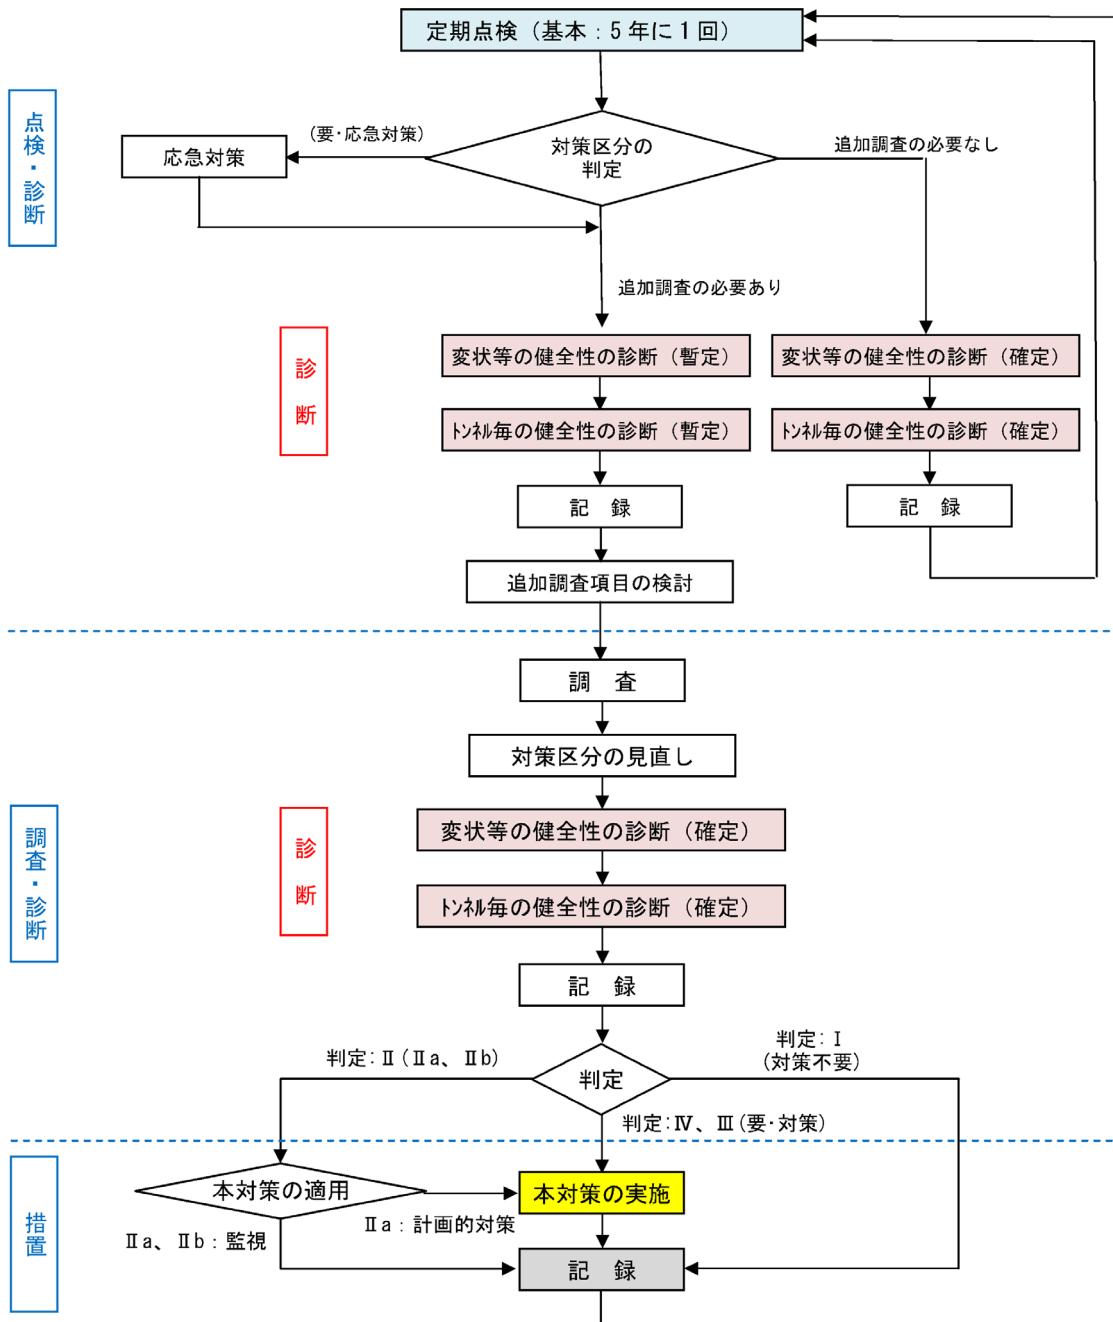 定期点検（基本：５年に１回）
点検・診断
（要・応急対策）
応急対策
対策区分の
判定
追加調査の必要なし
追加調査の必要あり
診断
変状等の健全性の診断（暫定）
変状等の健全性の診断（確定）
ﾄﾝﾈﾙ毎の健全性の診断（暫定）
ﾄﾝﾈﾙ毎の健全性の診断（確定）
記　録
記　録
追加調査項目の検討
調　査
対策区分の見直し
調査・診断
診断
変状等の健全性の診断（確定）
ﾄﾝﾈﾙ毎の健全性の診断（確定）
記　録
判定：Ⅱ（Ⅱa、Ⅱb）
判定
判定：Ⅰ
（対策不要）
判定：Ⅳ、Ⅲ（要・対策）
措置
本対策の適用
本対策の実施
Ⅱa：計画的対策
Ⅱa、Ⅱb：監視
記　録